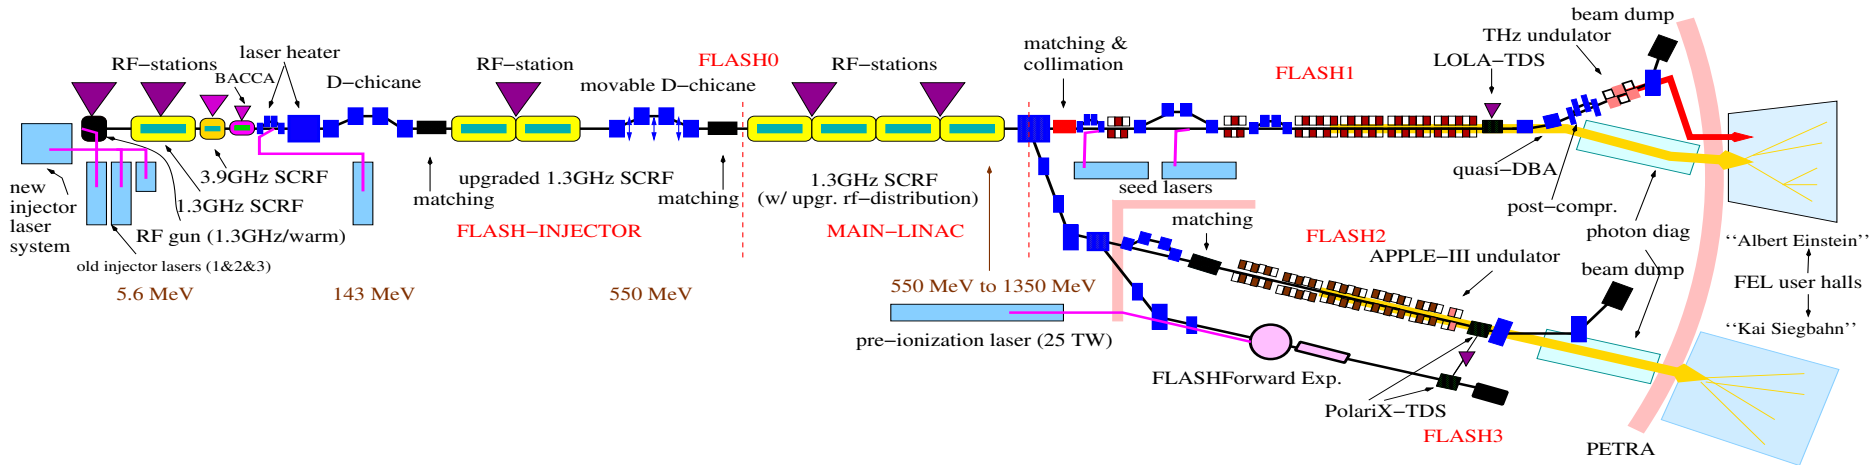 beam dump
THz undulator
matching &
collimation
FLASH1
LOLA-TDS
laser heater
RF-stations
BACCA
D-chicane
RF-station
FLASH0
movable D-chicane
RF-stations
new
injector
laser
system
3.9GHz SCRF
1.3GHz SCRF
RF gun (1.3GHz/warm)
old injector lasers (1&2&3)
matching
upgraded 1.3GHz SCRF
matching
1.3GHz SCRF
(w/ upgr. rf-distribution)
FLASH-INJECTOR
MAIN-LINAC
5.6 MeV
143 MeV
550 MeV
550 MeV to 1350 MeV
seed lasers
matching
quasi-DBA
post-compr.
photon diag
FLASH2
APPLE-III undulator
beam dump
‘‘Albert Einstein’’
FEL user halls
‘‘Kai Siegbahn’’
pre-ionization laser (25 TW)
FLASHForward Exp.
PolariX-TDS
FLASH3
PETRA